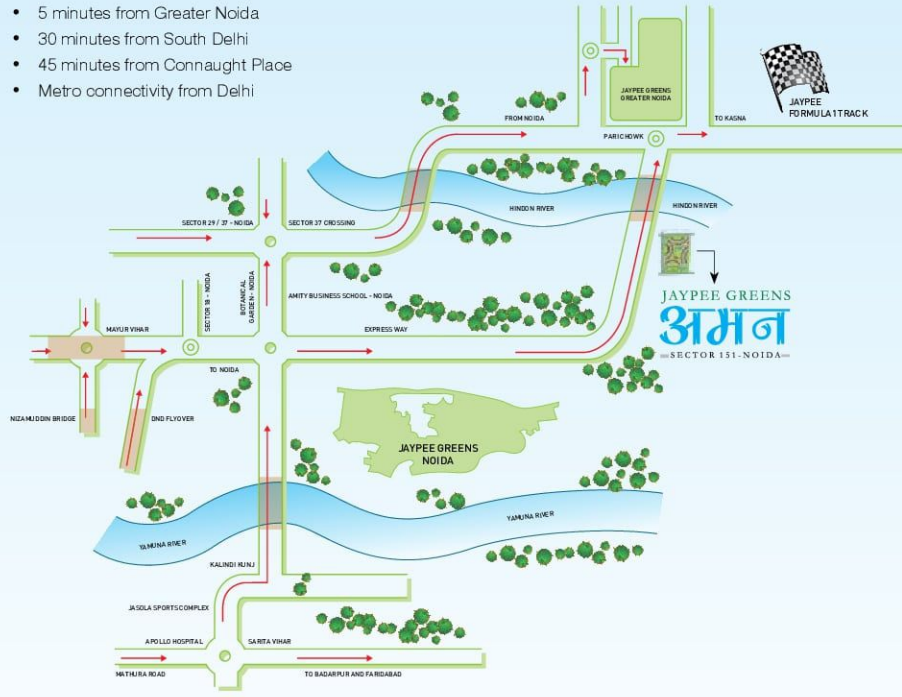 • 5 minutes from Greater Noida
• 30 minutes from South Delhi
• 45 minutes from Connaught Place
• Metro connectivity from Delhi
JAYPEE GREENS
GREATER NOIDA
JAYPEE
FORMULA 1 TRACK
FROM NOIDA
TO KASNA
PARI CHOWK
HINDON RIVER
HINDON RIVER
SECTOR 29 / 37 - NOIDA
SECTOR 37 CROSSING
SECTOR 18 - NOIDA
BOTANICAL
GARDEN - NOIDA
AMITY BUSINESS SCHOOL - NOIDA
JAYPEE GREENS
अमन
SECTOR 151-NOIDA
MAYUR VIHAR
EXPRESS WAY
TO NOIDA
NIZAMUDDIN BRIDGE
DND FLYOVER
JAYPEE GREENS
NOIDA
YAMUNA RIVER
YAMUNA RIVER
KALINDI KUNJ
JASOLA SPORTS COMPLEX
APOLLO HOSPITAL
SARITA VIHAR
MATHURA ROAD
TO BADARPUR AND FARIDABAD